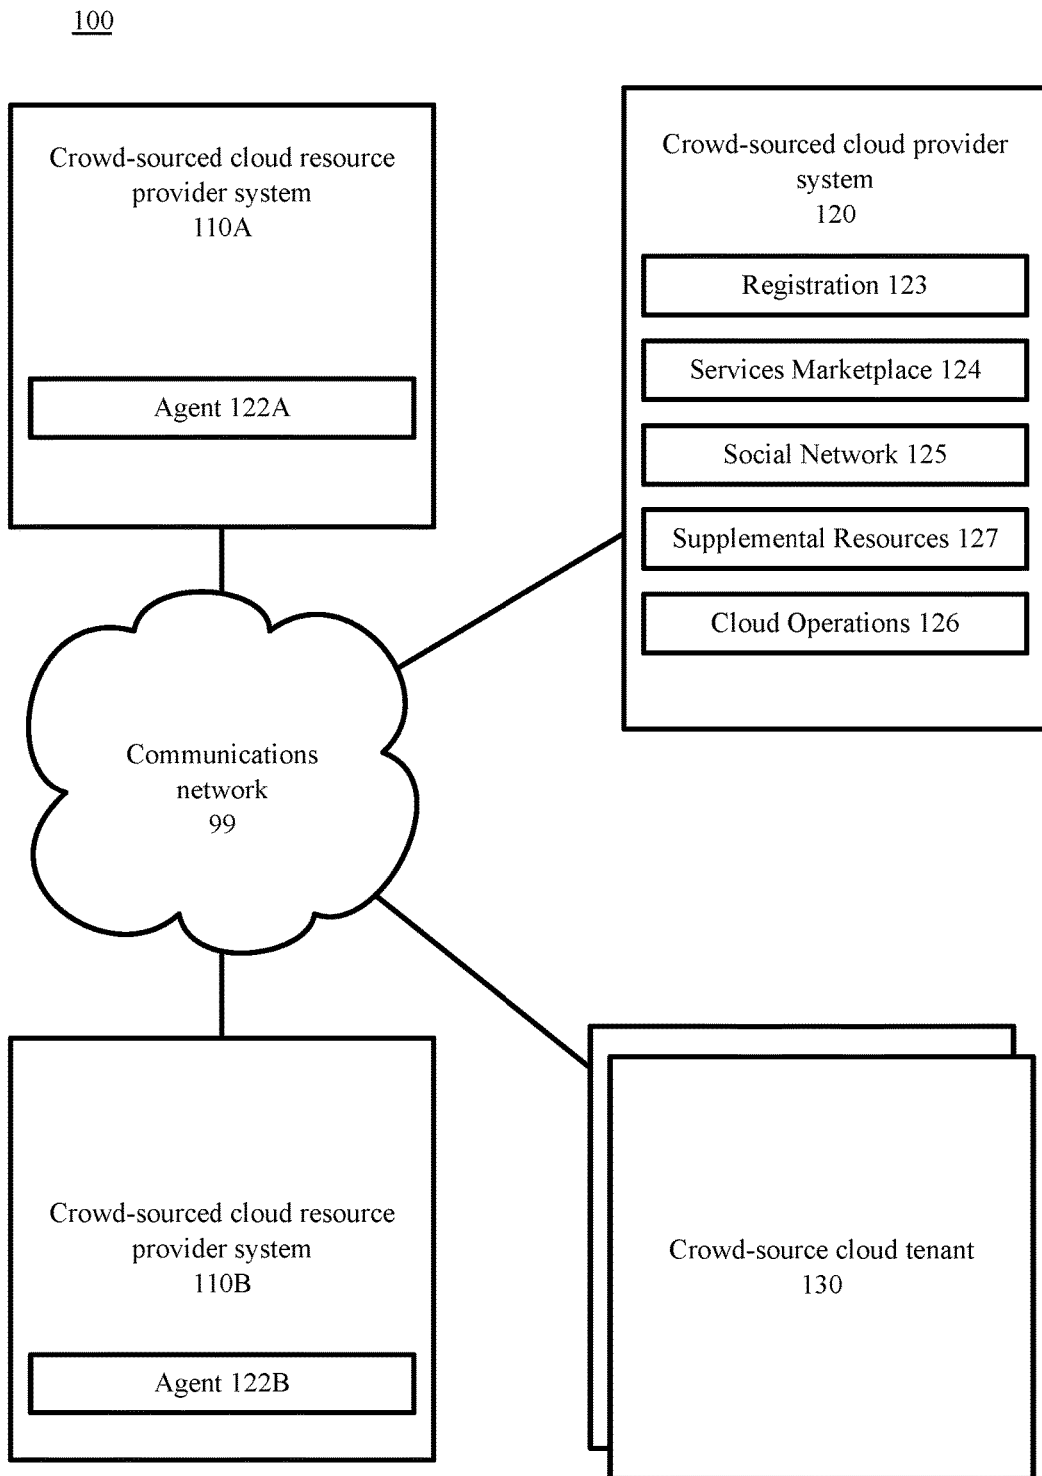 100
Crowd-sourced cloud resource
provider system
110A
Agent 122A
Crowd-sourced cloud provider
system
120
Registration 123
Services Marketplace 124
Social Network 125
Supplemental Resources 127
Cloud Operations 126
Communications
network
99
Crowd-sourced cloud resource
provider system
110B
Agent 122B
Crowd-source cloud tenant
130